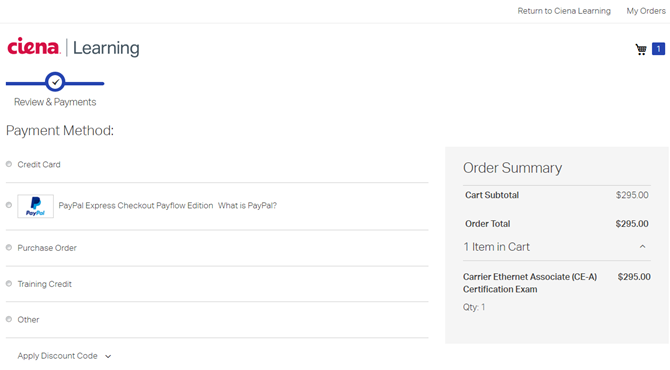 Return to Ciena Learning My Orders
ciena. Learning
1
Review & Payments
Payment Method:
Credit Card
PayPal
PayPal Express Checkout Payflow Edition What is PayPal?
Purchase Order
Training Credit
Other
Apply Discount Code
Order Summary
Cart Subtotal $295.00
Order Total $295.00
1 Item in Cart
Carrier Ethernet Associate (CE-A) $295.00
Certification Exam
Qty: 1